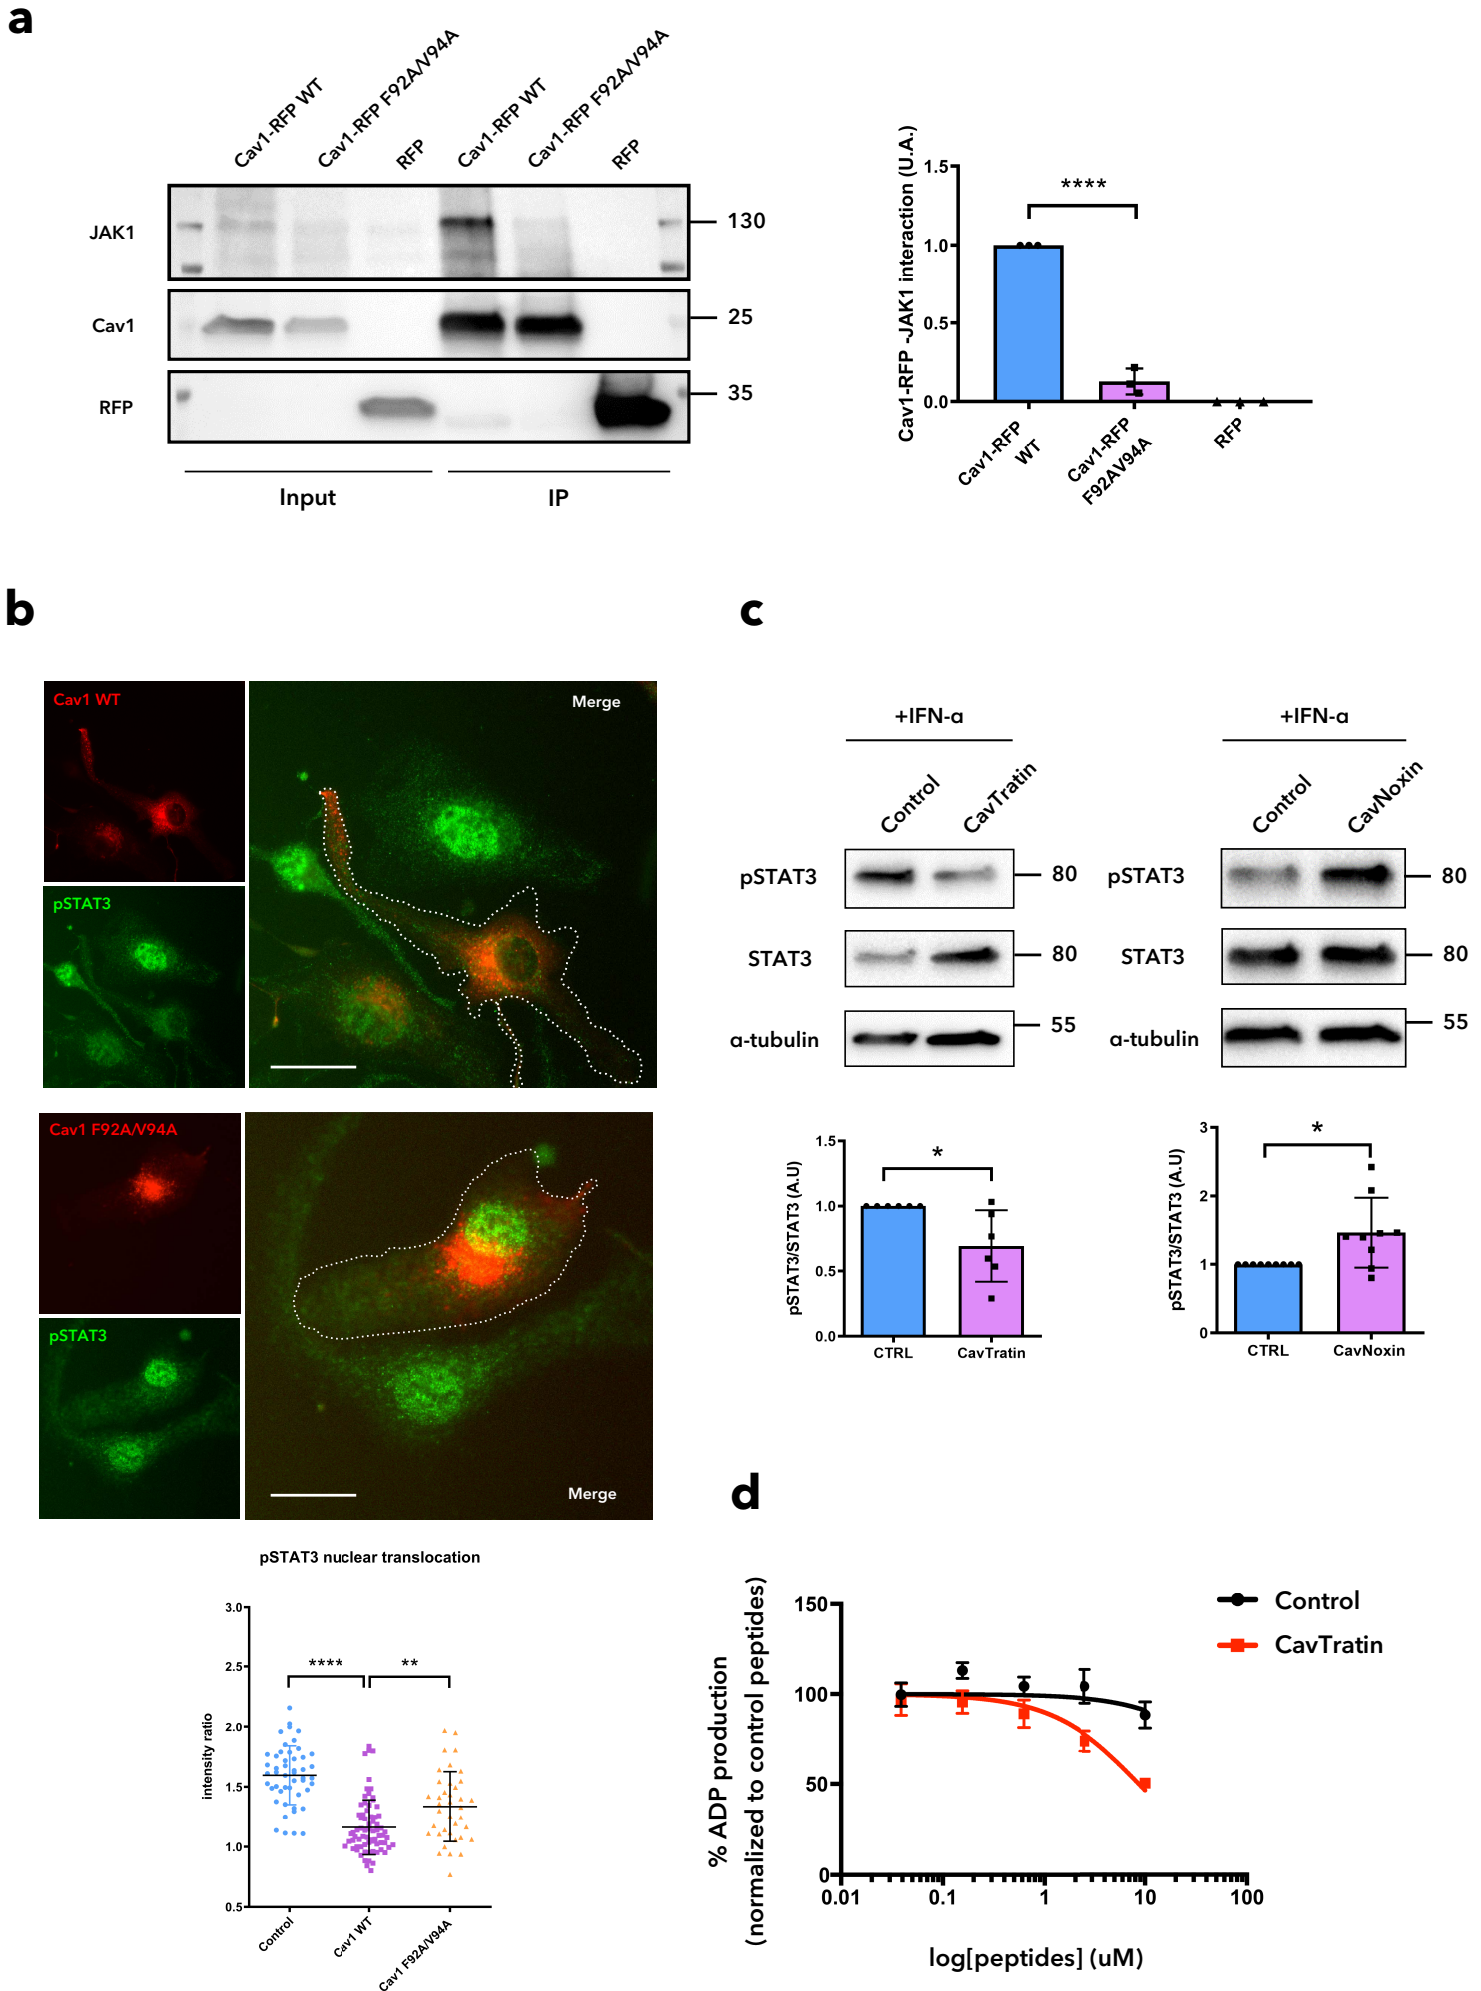 a
Cav1-RFP WT
Cav1-RFP F92A/V94A
RFP
Cav1-RFP WT
Cav1-RFP F92A/V94A
RFP
JAK1
130
Cav1
25
RFP
35
Input
IP
Cav1-RFP -JAK1 interaction (U.A.)
1.5
1.0
0.5
0.0
****
Cav1-RFP
WT
Cav1-RFP
F92AV94A
RFP
b
Cav1 WT
pSTAT3
Merge
Cav1 F92A/V94A
pSTAT3
Merge
pSTAT3 nuclear translocation
intensity ratio
3.0
2.5
2.0
1.5
1.0
0.5
****
**
Control
Cav1 WT
Cav1 F92A/V94A
c
+IFN-α
Control
CavTratin
pSTAT3
80
STAT3
80
α-tubulin
55
+IFN-α
Control
CavNoxin
pSTAT3
80
STAT3
80
α-tubulin
55
pSTAT3/STAT3 (A.U)
1.5
1.0
0.5
0.0
*
CTRL
CavTratin
pSTAT3/STAT3 (A.U)
3
2
1
0
*
CTRL
CavNoxin
d
% ADP production
(normalized to control peptides)
150
100
50
0
0.01
0.1
1
10
100
log[peptides] (uM)
Control
CavTratin